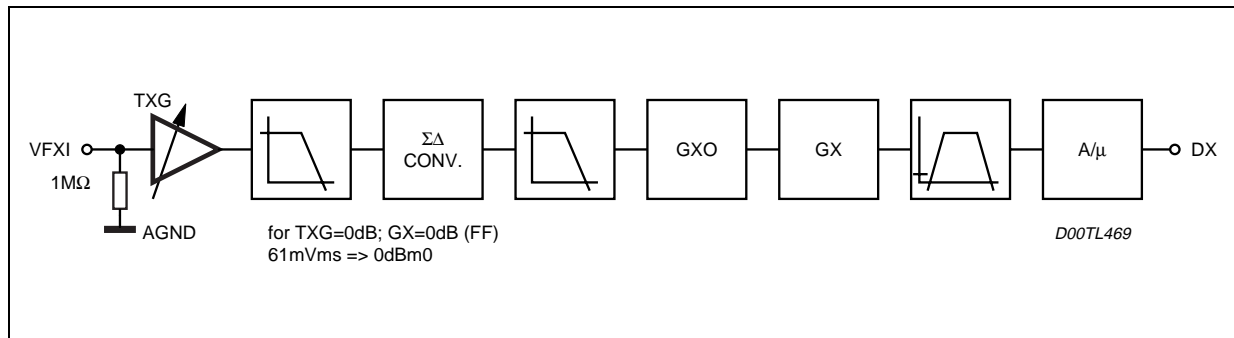 TXG
VFXI
1MΩ
AGND
ΣΔ
CONV.
GXO
GX
A/μ
DX
for TXG=0dB; GX=0dB (FF)
61mVms => 0dBm0
D00TL469